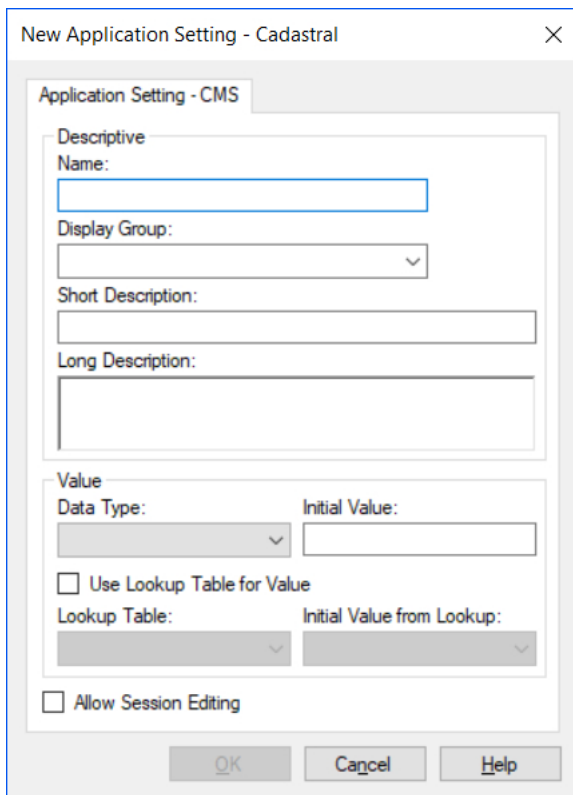 New Application Setting - Cadastral
Application Setting - CMS
Descriptive
Name:
Display Group:
Short Description:
Long Description:
Value
Data Type: Initial Value:
Use Lookup Table for Value
Lookup Table: Initial Value from Lookup:
Allow Session Editing
OK Cancel Help